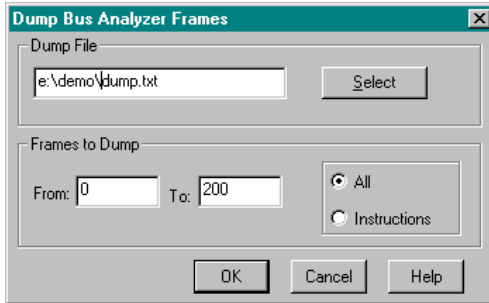 Dump Bus Analyzer Frames
Dump File
e:\demo\dump.txt
Select
Frames to Dump
From: 0 To: 200
All
Instructions
OK Cancel Help